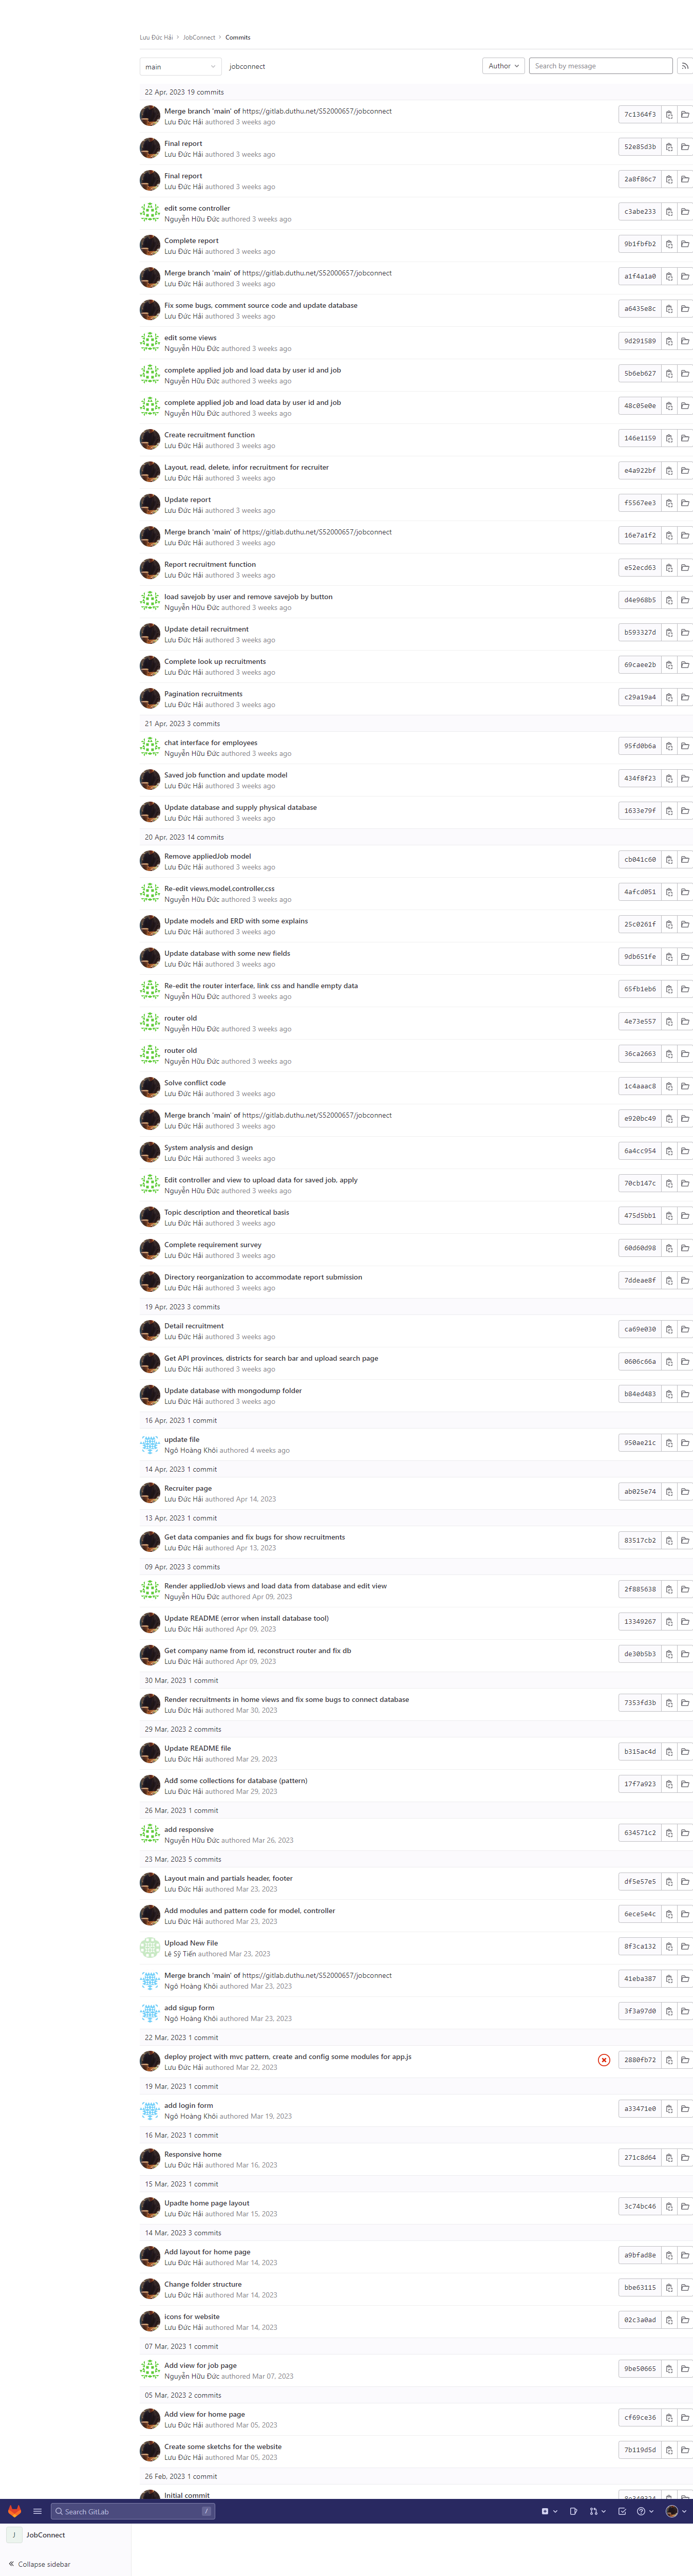 Lưu Đức Hải > JobConnect > Commits
main jobconnect Author Search by message
22 Apr, 2023 19 commits
Merge branch 'main' of https://gitlab.duthu.net/S52000657/jobconnect 7c1364f3
Lưu Đức Hải authored 3 weeks ago
Final report 52e85d3b
Lưu Đức Hải authored 3 weeks ago
Final report 2a8f86c7
Lưu Đức Hải authored 3 weeks ago
edit some controller c3abe233
Nguyễn Hữu Đức authored 3 weeks ago
Complete report 9b1fbfb2
Lưu Đức Hải authored 3 weeks ago
Merge branch 'main' of https://gitlab.duthu.net/S52000657/jobconnect a1f4a1a0
Lưu Đức Hải authored 3 weeks ago
Fix some bugs, comment source code and update database a6435e8c
Lưu Đức Hải authored 3 weeks ago
edit some views 9d291589
Nguyễn Hữu Đức authored 3 weeks ago
complete applied job and load data by user id and job 5b6eb627
Nguyễn Hữu Đức authored 3 weeks ago
complete applied job and load data by user id and job 48c05e0e
Nguyễn Hữu Đức authored 3 weeks ago
Create recruitment function 146e1159
Lưu Đức Hải authored 3 weeks ago
Layout, read, delete, infor recruitment for recruiter e4a922bf
Lưu Đức Hải authored 3 weeks ago
Update report f5567ee3
Lưu Đức Hải authored 3 weeks ago
Merge branch 'main' of https://gitlab.duthu.net/S52000657/jobconnect 16e7a1f2
Lưu Đức Hải authored 3 weeks ago
Report recruitment function e52ecd63
Lưu Đức Hải authored 3 weeks ago
load savejob by user and remove savejob by button d4e968b5
Nguyễn Hữu Đức authored 3 weeks ago
Update detail recruitment b593327d
Lưu Đức Hải authored 3 weeks ago
Complete look up recruitments 69caee2b
Lưu Đức Hải authored 3 weeks ago
Pagination recruitments c29a19a4
Lưu Đức Hải authored 3 weeks ago
21 Apr, 2023 3 commits
chat interface for employees 95fd0b6a
Nguyễn Hữu Đức authored 3 weeks ago
Saved job function and update model 434f8f23
Lưu Đức Hải authored 3 weeks ago
Update database and supply physical database 1633e79f
Lưu Đức Hải authored 3 weeks ago
20 Apr, 2023 14 commits
Remove appliedJob model cb041c60
Lưu Đức Hải authored 3 weeks ago
Re-edit views,model,controller,css 4afcd051
Nguyễn Hữu Đức authored 3 weeks ago
Update models and ERD with some explains 25c0261f
Lưu Đức Hải authored 3 weeks ago
Update database with some new fields 9db651fe
Lưu Đức Hải authored 3 weeks ago
Re-edit the router interface, link css and handle empty data 65fb1eb6
Nguyễn Hữu Đức authored 3 weeks ago
router old 4e73e557
Nguyễn Hữu Đức authored 3 weeks ago
router old 36ca2663
Nguyễn Hữu Đức authored 3 weeks ago
Solve conflict code 1c4aaac8
Lưu Đức Hải authored 3 weeks ago
Merge branch 'main' of https://gitlab.duthu.net/S52000657/jobconnect e920bc49
Lưu Đức Hải authored 3 weeks ago
System analysis and design 6a4cc954
Lưu Đức Hải authored 3 weeks ago
Edit controller and view to upload data for saved job, apply 70cb147c
Nguyễn Hữu Đức authored 3 weeks ago
Topic description and theoretical basis 475d5bb1
Lưu Đức Hải authored 3 weeks ago
Complete requirement survey 60d60d98
Lưu Đức Hải authored 3 weeks ago
Directory reorganization to accommodate report submission 7ddeae8f
Lưu Đức Hải authored 3 weeks ago
19 Apr, 2023 3 commits
Detail recruitment ca69e030
Lưu Đức Hải authored 3 weeks ago
Get API provinces, districts for search bar and upload search page 0606c66a
Lưu Đức Hải authored 3 weeks ago
Update database with mongodump folder b84ed483
Lưu Đức Hải authored 3 weeks ago
16 Apr, 2023 1 commit
update file 950ae21c
Ngô Hoàng Khôi authored 4 weeks ago
14 Apr, 2023 1 commit
Recruiter page ab025e74
Lưu Đức Hải authored Apr 14, 2023
13 Apr, 2023 1 commit
Get data companies and fix bugs for show recruitments 83517cb2
Lưu Đức Hải authored Apr 13, 2023
09 Apr, 2023 3 commits
Render appliedJob views and load data from database and edit view 2f885638
Nguyễn Hữu Đức authored Apr 09, 2023
Update README (error when install database tool) 13349267
Lưu Đức Hải authored Apr 09, 2023
Get company name from id, reconstruct router and fix db de30b5b3
Lưu Đức Hải authored Apr 09, 2023
30 Mar, 2023 1 commit
Render recruitments in home views and fix some bugs to connect database 7353fd3b
Lưu Đức Hải authored Mar 30, 2023
29 Mar, 2023 2 commits
Update README file b315ac4d
Lưu Đức Hải authored Mar 29, 2023
Add some collections for database (pattern) 17f7a923
Lưu Đức Hải authored Mar 29, 2023
26 Mar, 2023 1 commit
add responsive 634571c2
Nguyễn Hữu Đức authored Mar 26, 2023
23 Mar, 2023 5 commits
Layout main and partials header, footer df5e57e5
Lưu Đức Hải authored Mar 23, 2023
Add modules and pattern code for model, controller 6ece5e4c
Lưu Đức Hải authored Mar 23, 2023
Upload New File 8f3ca132
Lê Sỹ Tiến authored Mar 23, 2023
Merge branch 'main' of https://gitlab.duthu.net/S52000657/jobconnect 41eba387
Ngô Hoàng Khôi authored Mar 23, 2023
add sigup form 3f3a97d0
Ngô Hoàng Khôi authored Mar 23, 2023
22 Mar, 2023 1 commit
deploy project with mvc pattern, create and config some modules for app.js 2880fb72
Lưu Đức Hải authored Mar 22, 2023
19 Mar, 2023 1 commit
add login form a33471e0
Ngô Hoàng Khôi authored Mar 19, 2023
16 Mar, 2023 1 commit
Responsive home 271c8d64
Lưu Đức Hải authored Mar 16, 2023
15 Mar, 2023 1 commit
Upadte home page layout 3c74bc46
Lưu Đức Hải authored Mar 15, 2023
14 Mar, 2023 3 commits
Add layout for home page a9bfad8e
Lưu Đức Hải authored Mar 14, 2023
Change folder structure bbe63115
Lưu Đức Hải authored Mar 14, 2023
icons for website 02c3a0ad
Lưu Đức Hải authored Mar 14, 2023
07 Mar, 2023 1 commit
Add view for job page 9be50665
Nguyễn Hữu Đức authored Mar 07, 2023
05 Mar, 2023 2 commits
Add view for home page cf69ce36
Lưu Đức Hải authored Mar 05, 2023
Create some sketchs for the website 7b119d5d
Lưu Đức Hải authored Mar 05, 2023
26 Feb, 2023 1 commit
Initial commit
Search GitLab /
J JobConnect
Collapse sidebar